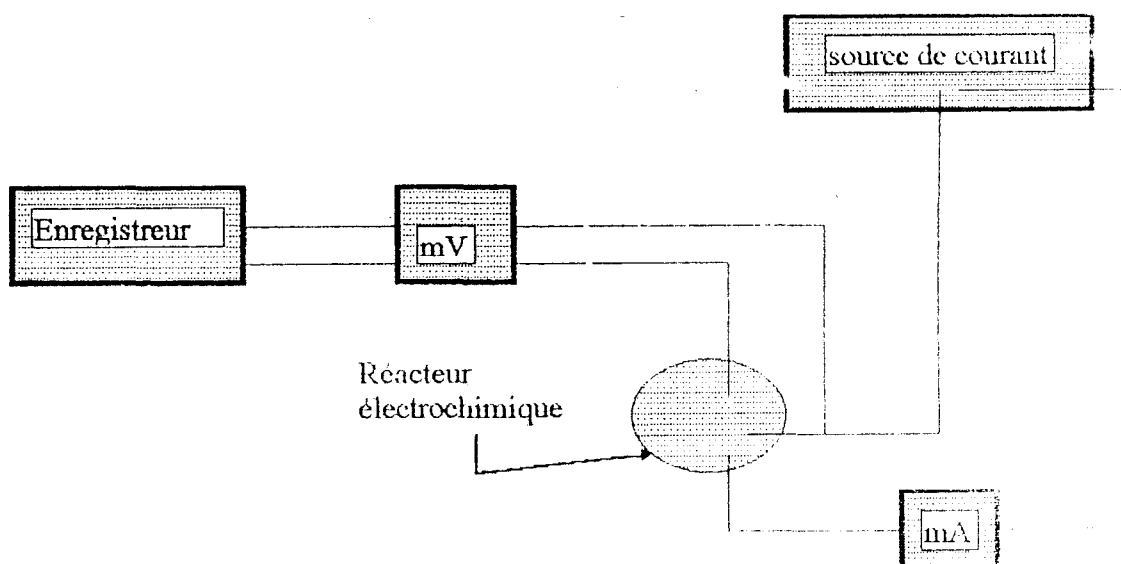 source de courant
Enregistreur
mV
Réacteur
électrochimique
mA